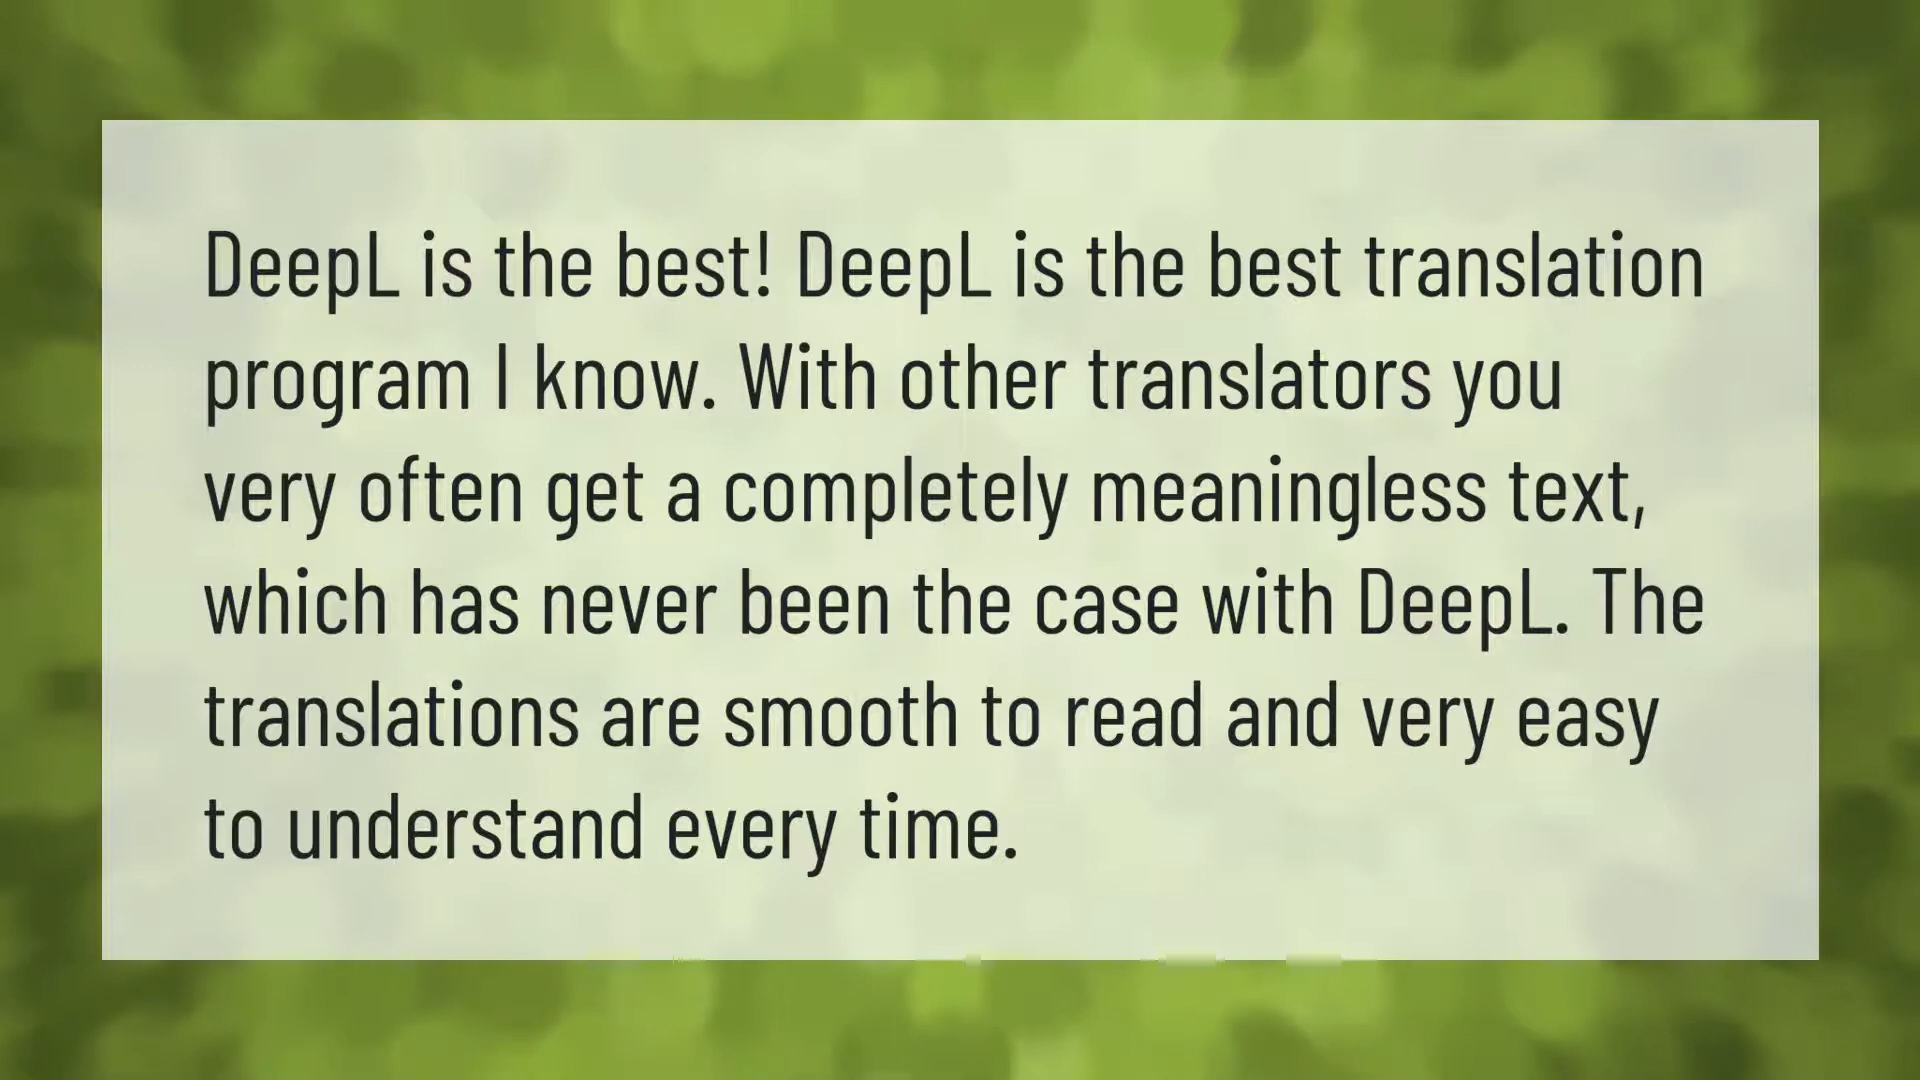 DeepL is the best! DeepL is the best translation
program I know. With other translators you
very often get a completely meaningless text,
which has never been the case with DeepL. The
translations are smooth to read and very easy
to understand every time.